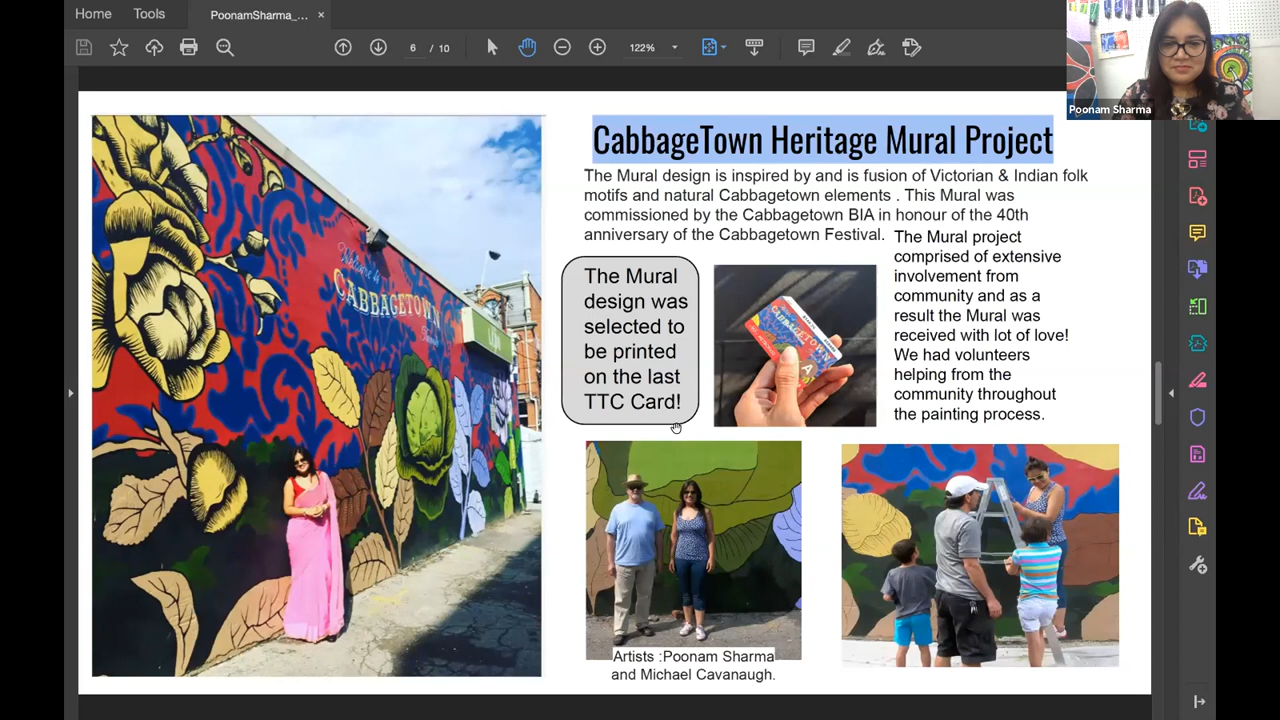 Home
Tools
PoonamSharma_... ×
6 / 10
122%
Poonam Sharma
CabbageTown Heritage Mural Project
The Mural design is inspired by and is fusion of Victorian & Indian folk
motifs and natural Cabbagetown elements . This Mural was
commissioned by the Cabbagetown BIA in honour of the 40th
anniversary of the Cabbagetown Festival.
The Mural project
comprised of extensive
involvement from
community and as a
result the Mural was
received with lot of love!
We had volunteers
helping from the
community throughout
the painting process.
The Mural
design was
selected to
be printed
on the last
TTC Card!
Welcome to
CABBAGETOWN
CABBAGETOWN
Artists :Poonam Sharma
and Michael Cavanaugh.